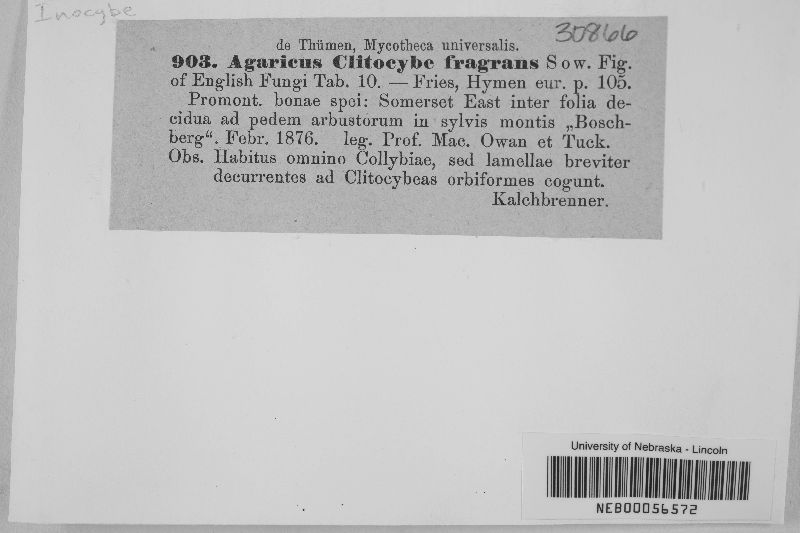 Inocybe
30866
de Thümen, Mycotheca universalis.
903. Agaricus Clitocybe fragrans Sow. Fig.
of English Fungi Tab. 10. — Fries, Hymen eur. p. 105.
Promont. bonae spei: Somerset East inter folia de-
cidua ad pedem arbustorum in sylvis montis „Bosch-
berg“. Febr. 1876. leg. Prof. Mac. Owan et Tuck.
Obs. Habitus omnino Collybiae, sed lamellae breviter
decurrentes ad Clitocybeas orbiformes cogunt.
Kalchbrenner.
University of Nebraska - Lincoln
NEB00056572